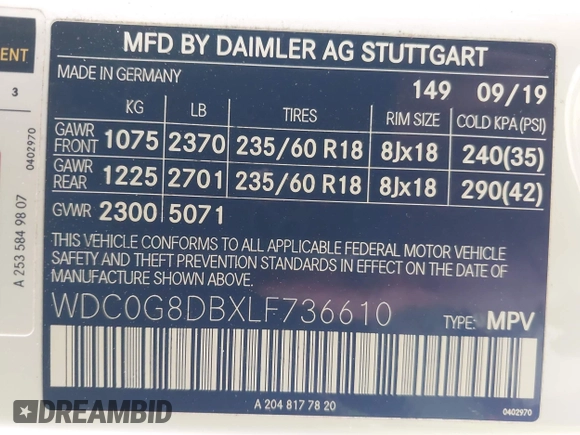 MFD BY DAIMLER AG STUTTGART
MADE IN GERMANY 149 09/19
KG LB TIRES RIM SIZE COLD KPA(PSI)
GAWR FRONT 1075 2370 235/60 R18 8Jx18 240(35)
GAWR REAR 1225 2701 235/60 R18 8Jx18 290(42)
GVWR 2300 5071
THIS VEHICLE CONFORMS TO ALL APPLICABLE FEDERAL MOTOR VEHICLE
SAFETY AND THEFT PREVENTION STANDARDS IN EFFECT ON THE DATE OF
MANUFACTURE SHOWN ABOVE.
WDC0G8DBXLF736610 TYPE: MPV
A 204 817 78 20 0402970
ENT
3
0402970
A 253 584 98 07
DREAMBID